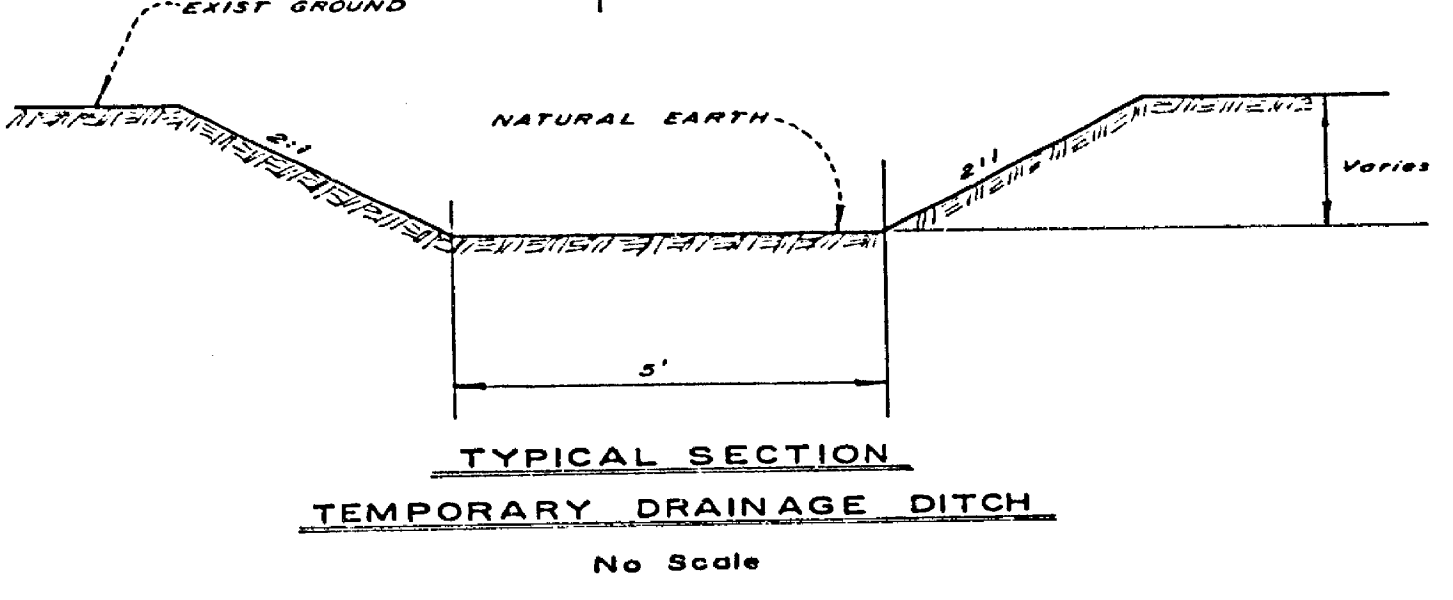 EXIST GROUND
NATURAL EARTH
2:1
2:1
Varies
5'
TYPICAL SECTION
TEMPORARY DRAINAGE DITCH
No Scale